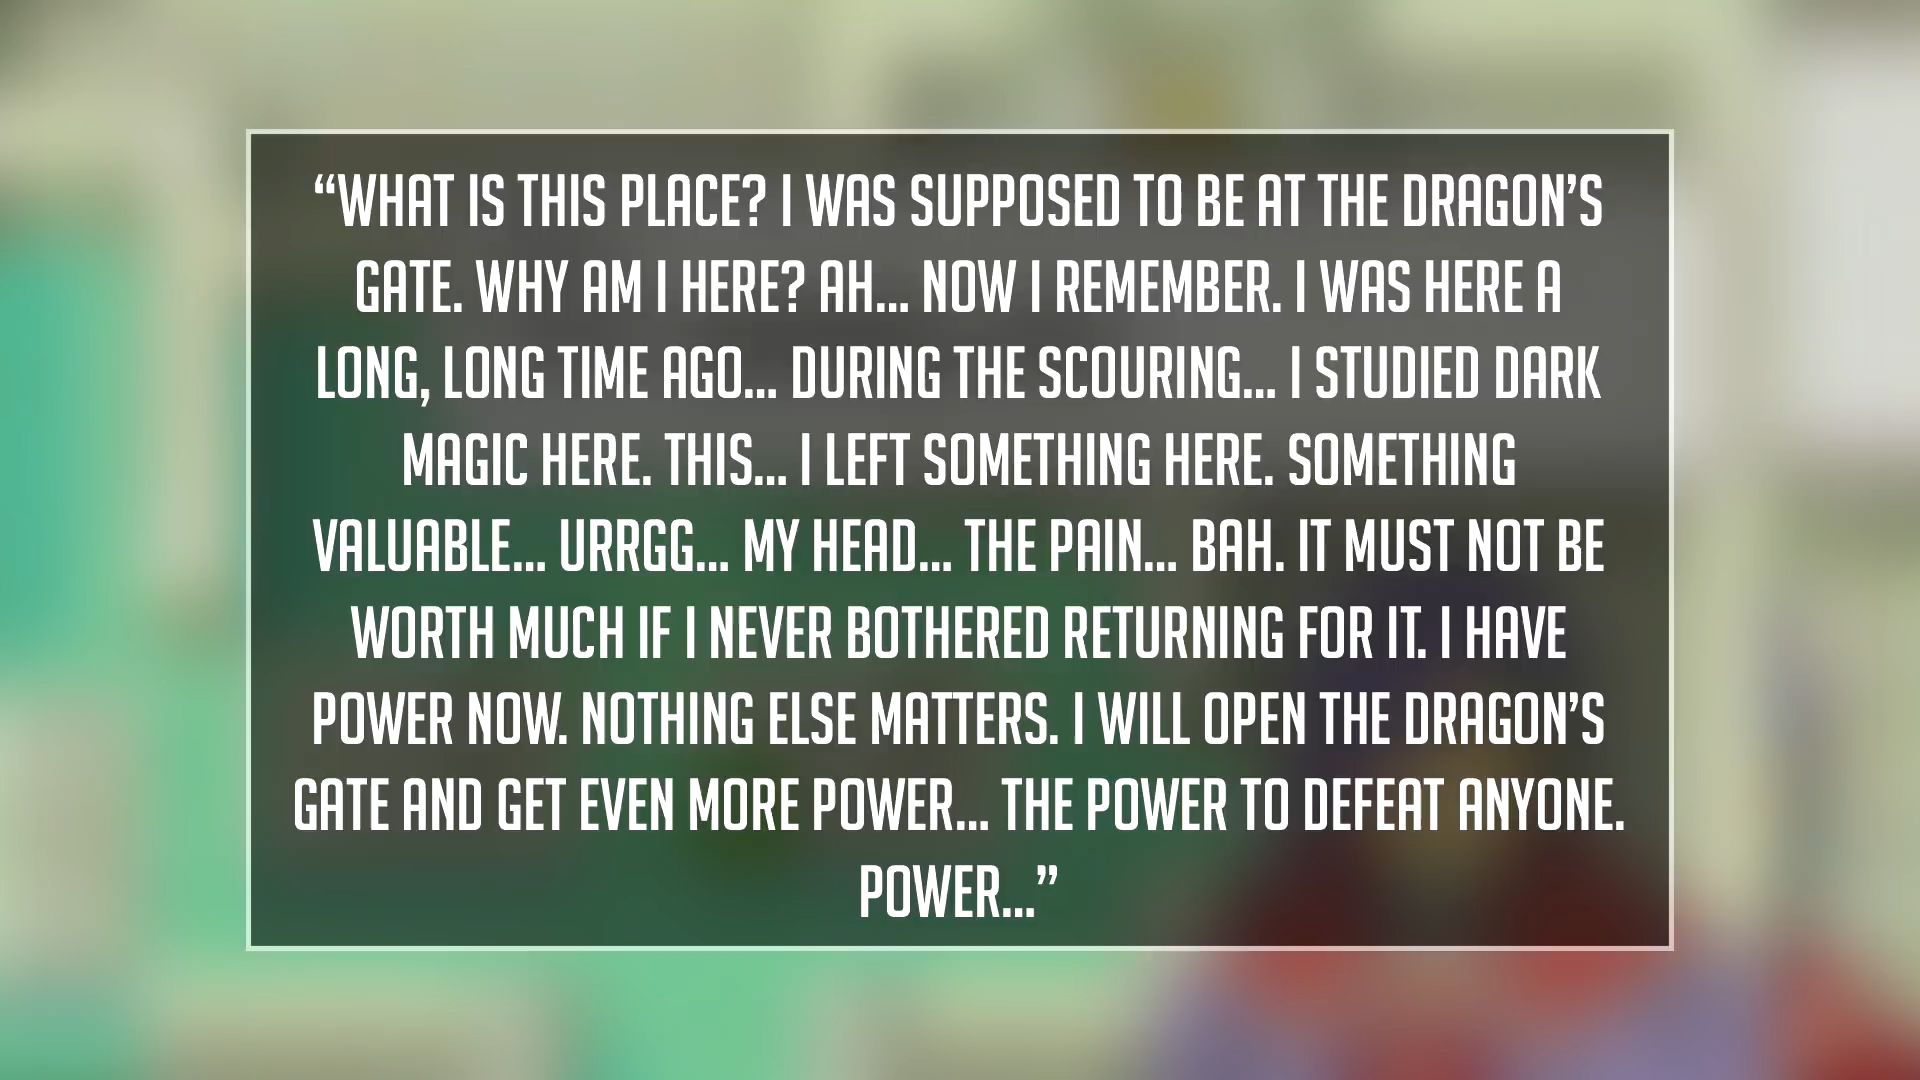 “WHAT IS THIS PLACE? I WAS SUPPOSED TO BE AT THE DRAGON’S
GATE. WHY AM I HERE? AH... NOW I REMEMBER. I WAS HERE A
LONG, LONG TIME AGO... DURING THE SCOURING... I STUDIED DARK
MAGIC HERE. THIS... I LEFT SOMETHING HERE. SOMETHING
VALUABLE... URRGG... MY HEAD... THE PAIN... BAH. IT MUST NOT BE
WORTH MUCH IF I NEVER BOTHERED RETURNING FOR IT. I HAVE
POWER NOW. NOTHING ELSE MATTERS. I WILL OPEN THE DRAGON’S
GATE AND GET EVEN MORE POWER... THE POWER TO DEFEAT ANYONE.
POWER...”